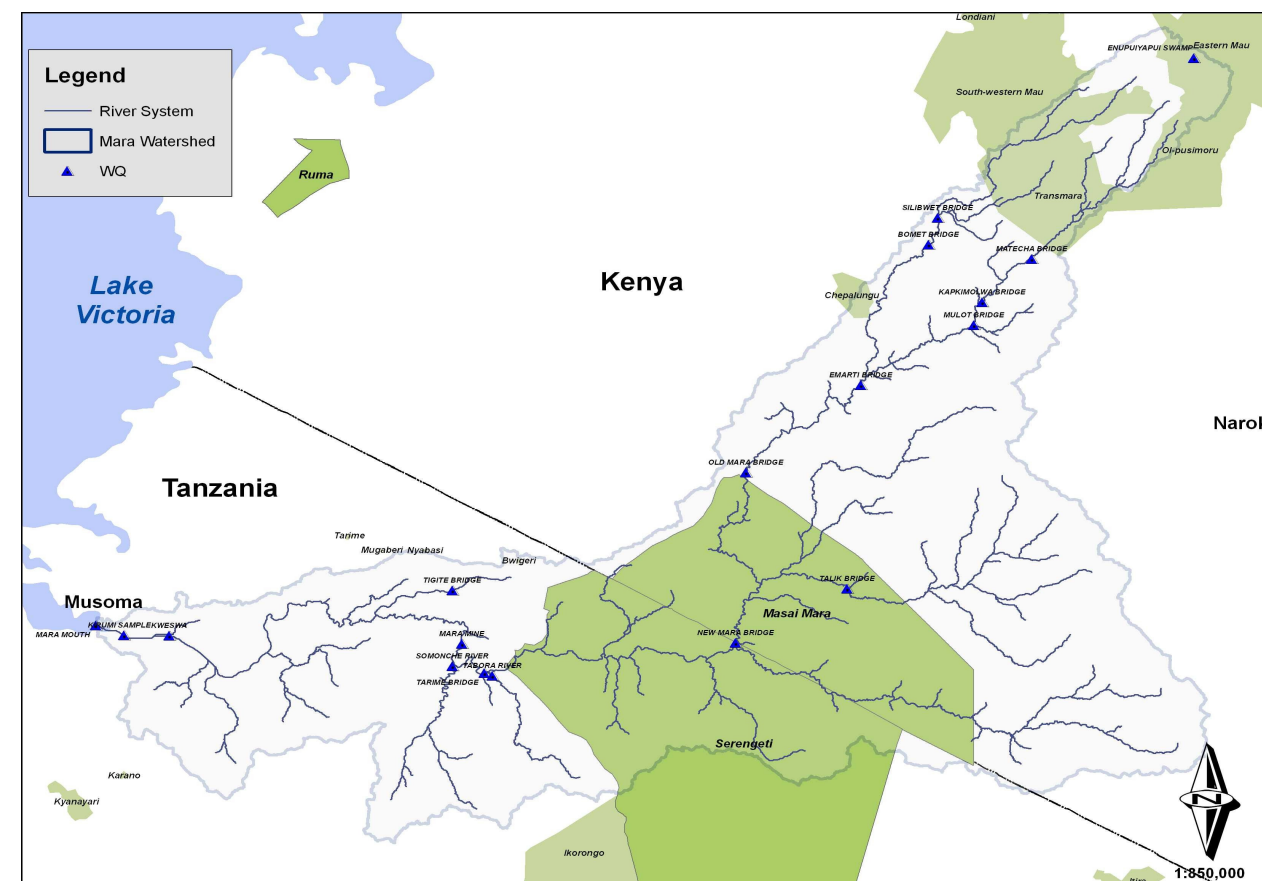 Londiani
ENUPUIYAPUI SWAMP
Eastern Mau
Legend
River System
Mara Watershed
WQ
South-western Mau
Ol-pusimoru
Ruma
Transmara
SILIBWET BRIDGE
BOMET BRIDGE
MATECHA BRIDGE
Lake
Victoria
Kenya
Chepalungu
KAPKIMOLWA BRIDGE
MULOT BRIDGE
EMARTI BRIDGE
Narok
OLD MARA BRIDGE
Tanzania
Tarime
Mugaberi Nyabasi
Bwigeri
TIGITE BRIDGE
TALIK BRIDGE
Musoma
Masai Mara
KIRUMI SAMPLE
KWESWA
MARA MOUTH
MARA MINE
NEW MARA BRIDGE
SOMONCHE RIVER
TABORA RIVER
TARIME BRIDGE
Serengeti
Karano
Kyanayari
N
Ikorongo
1:850,000